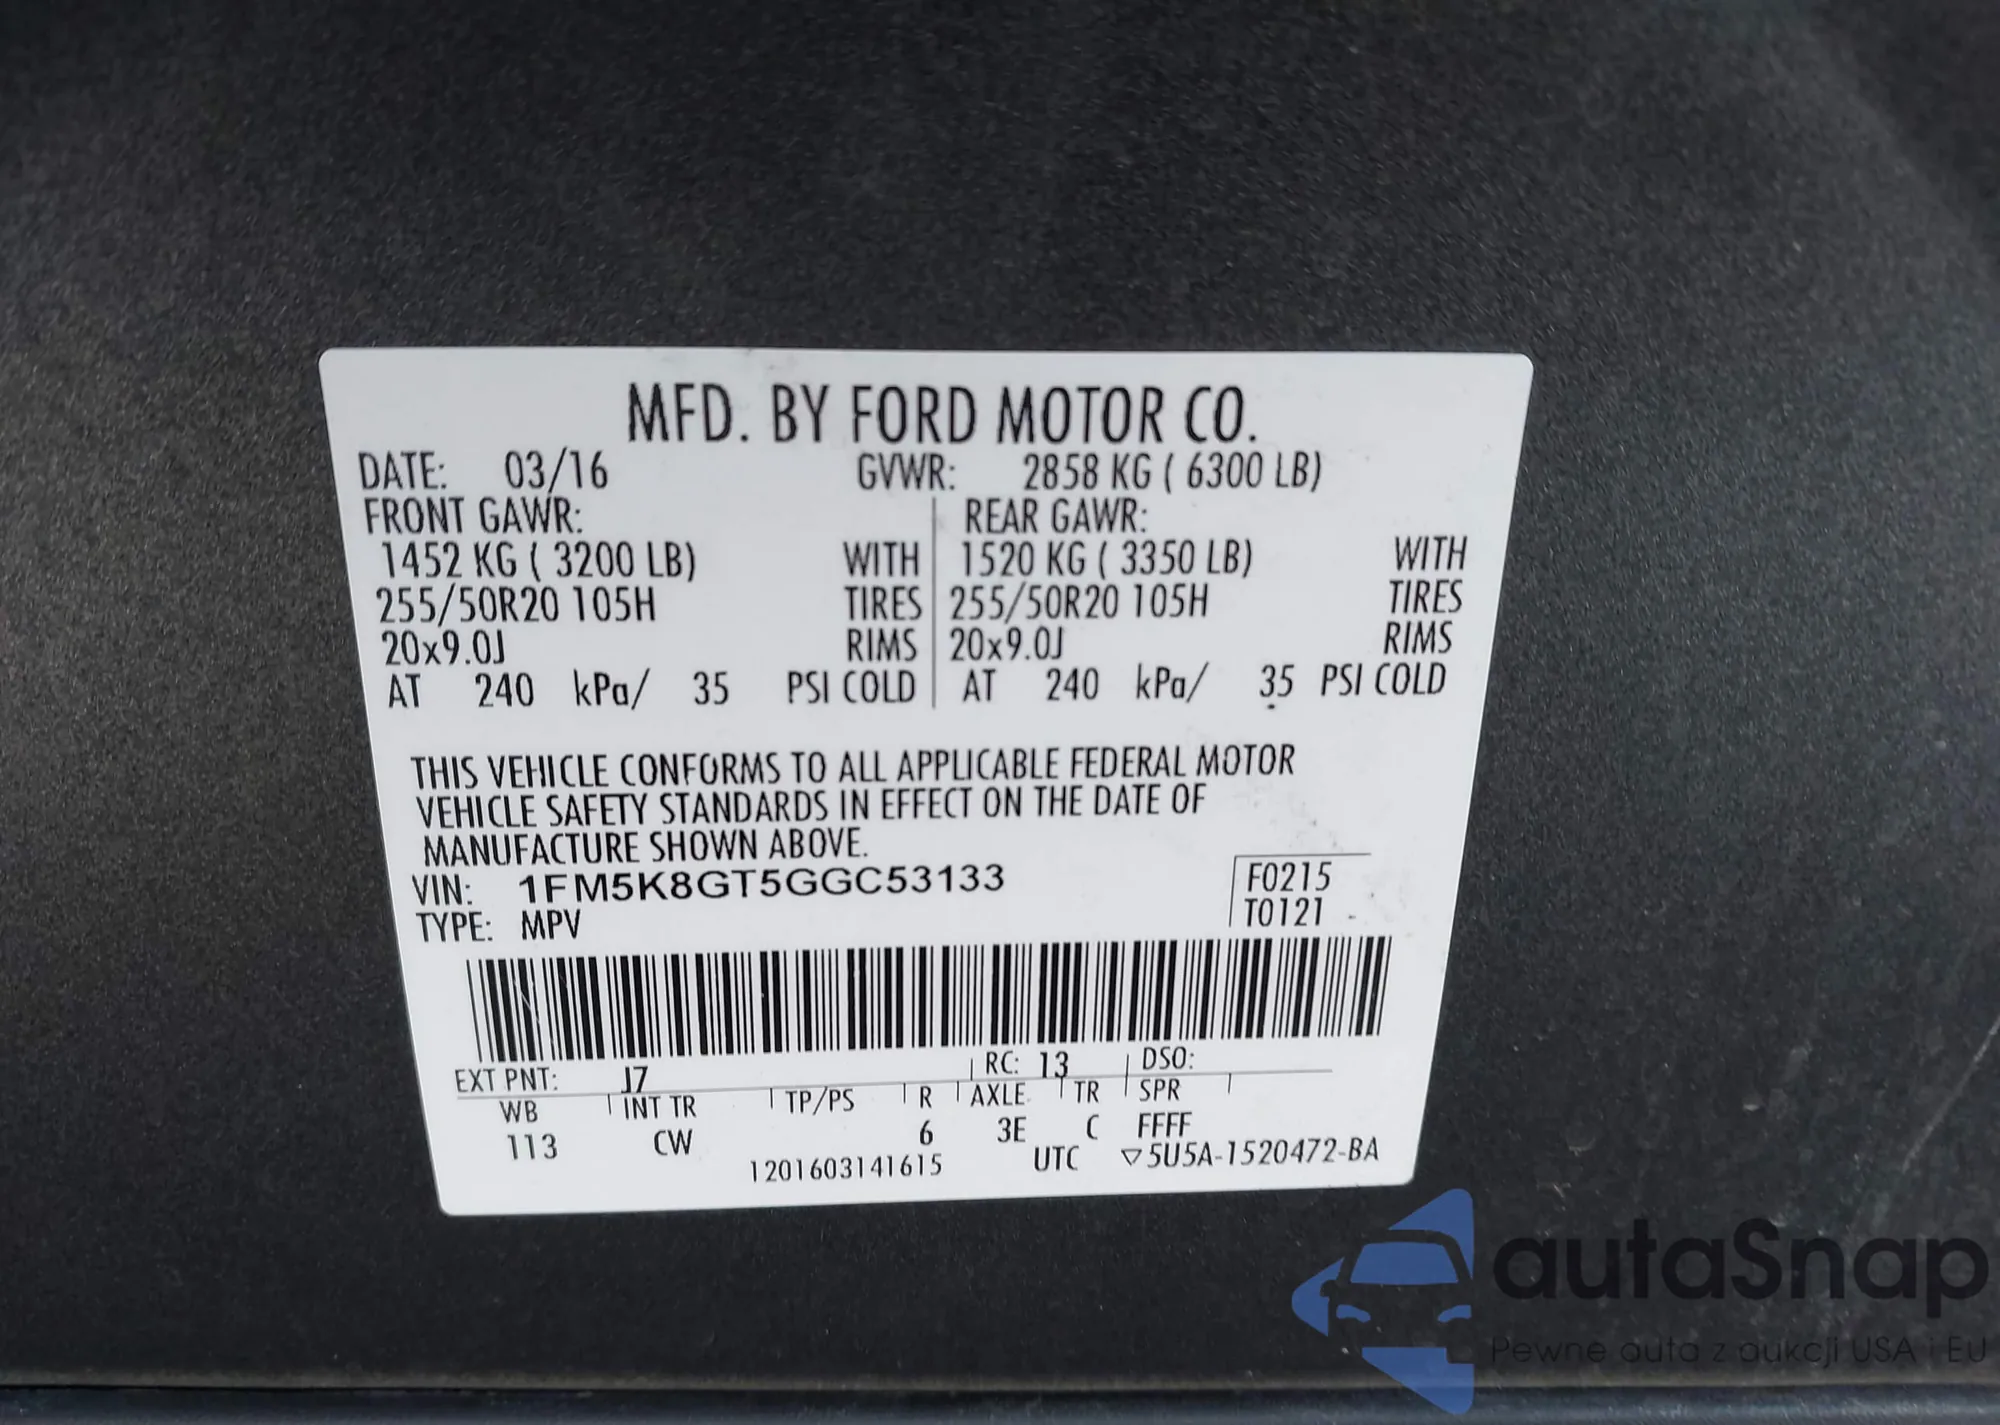 MFD. BY FORD MOTOR CO.
DATE: 03/16 GVWR: 2858 KG ( 6300 LB)
FRONT GAWR: REAR GAWR:
1452 KG ( 3200 LB) WITH 1520 KG ( 3350 LB) WITH
255/50R20 105H TIRES 255/50R20 105H TIRES
20x9.0J RIMS 20x9.0J RIMS
AT 240 kPa/ 35 PSI COLD AT 240 kPa/ 35 PSI COLD
THIS VEHICLE CONFORMS TO ALL APPLICABLE FEDERAL MOTOR
VEHICLE SAFETY STANDARDS IN EFFECT ON THE DATE OF
MANUFACTURE SHOWN ABOVE.
VIN: 1FM5K8GT5GGC53133 F0215
TYPE: MPV T0121
EXT PNT: J7 RC: 13 DSO:
WB INT TR TP/PS R AXLE TR SPR
113 CW 6 3E C FFFF
1201603141615 UTC ▽5U5A-1520472-BA
autaSnap
Pewne auta z aukcji USA i EU